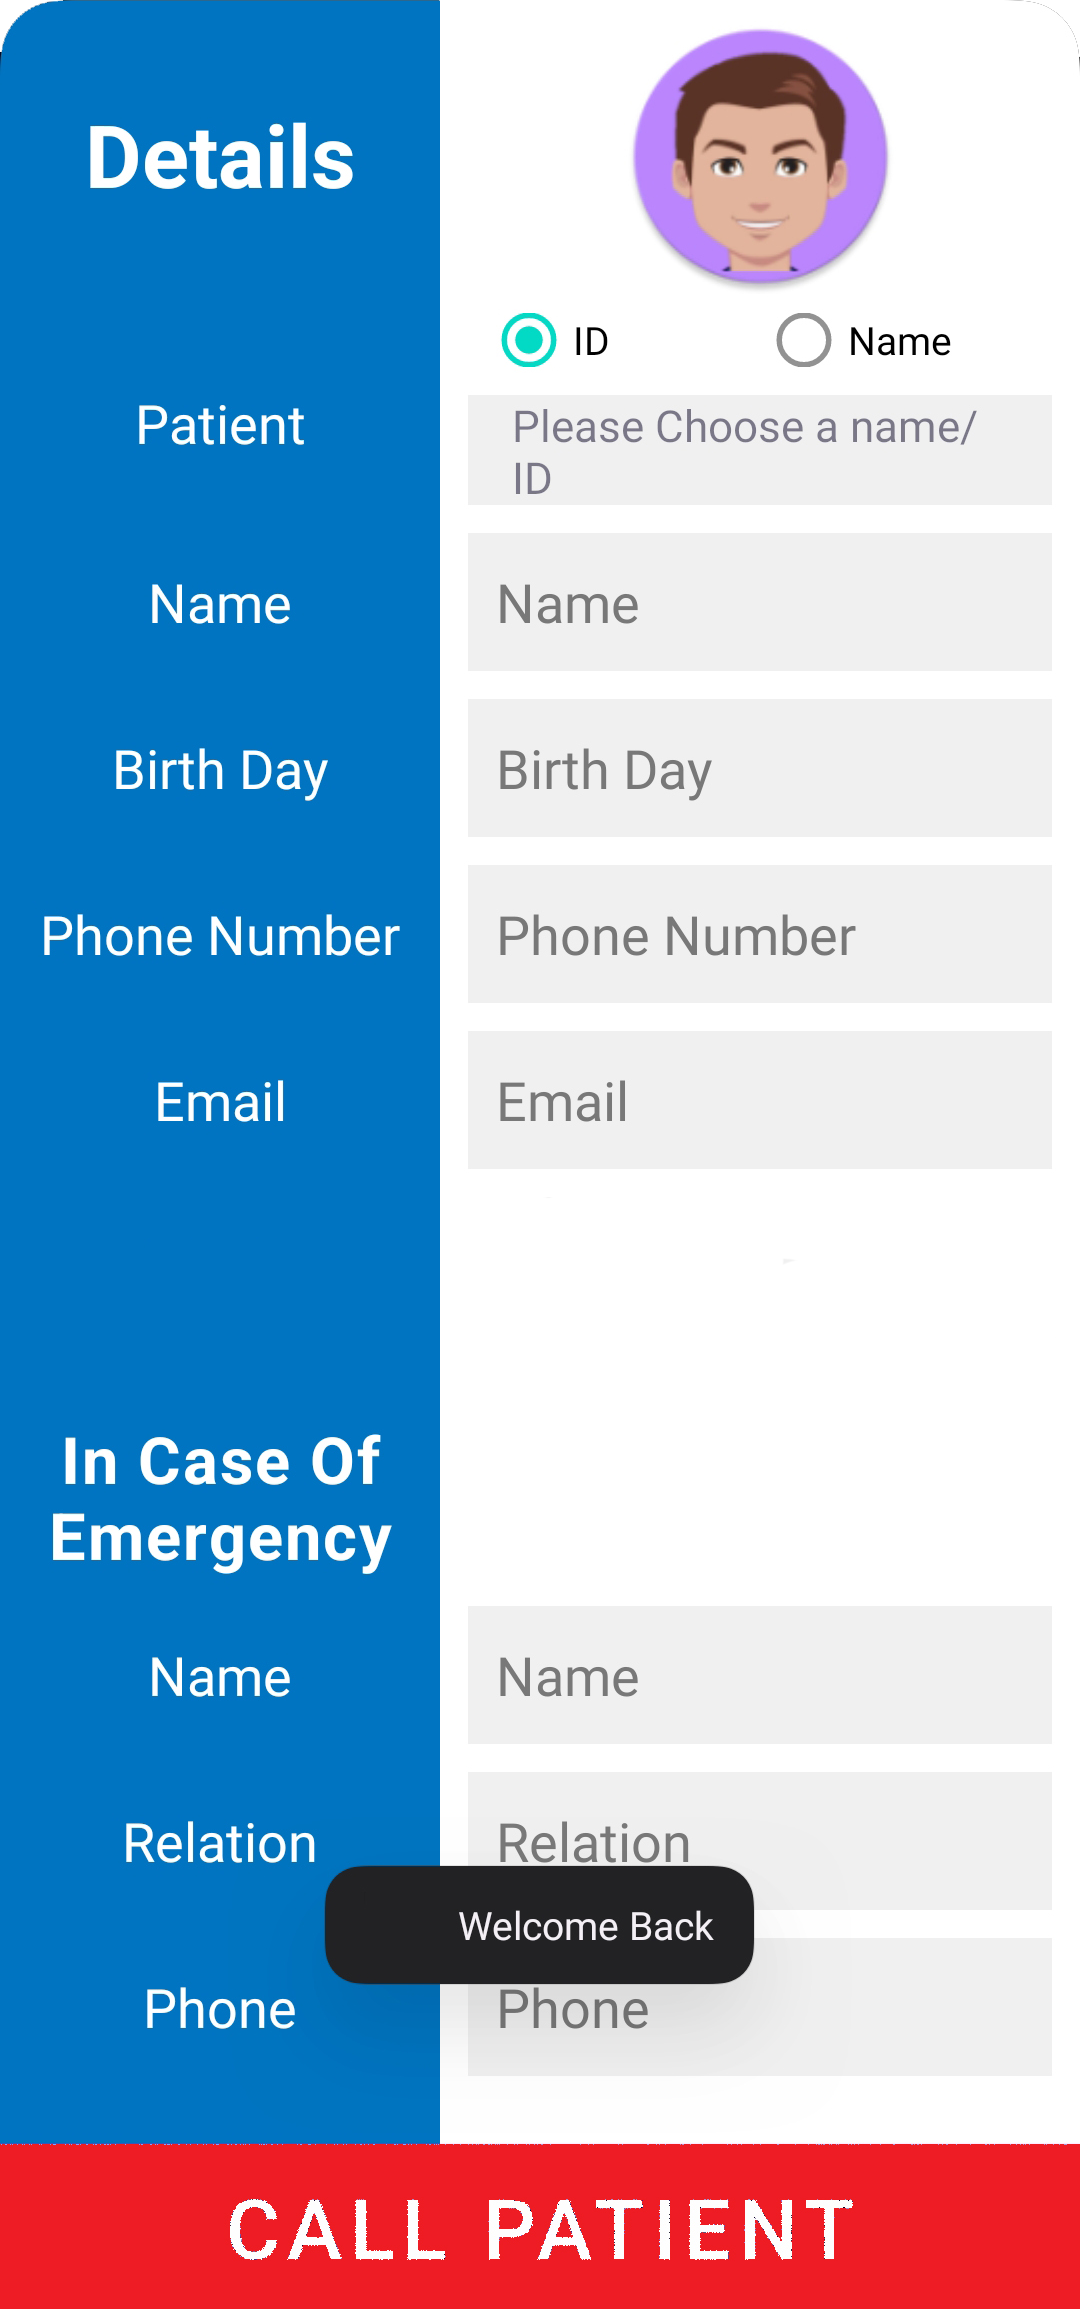 Details
ID
Name
Patient
Please Choose a name/
ID
Name
Name
Birth Day
Birth Day
Phone Number
Phone Number
Email
Email
In Case Of
Emergency
Name
Name
Relation
Relation
Welcome Back
Phone
Phone
CALL PATIENT